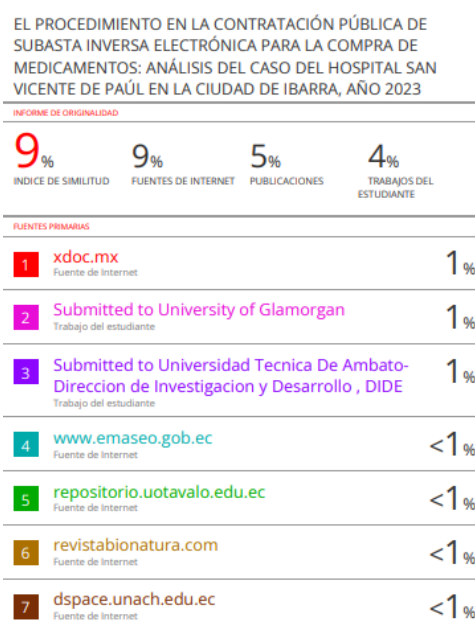 EL PROCEDIMIENTO EN LA CONTRATACIÓN PÚBLICA DE
SUBASTA INVERSA ELECTRÓNICA PARA LA COMPRA DE
MEDICAMENTOS: ANÁLISIS DEL CASO DEL HOSPITAL SAN
VICENTE DE PAÚL EN LA CIUDAD DE IBARRA, AÑO 2023
INFORME DE ORIGINALIDAD
9%
INDICE DE SIMILITUD
9%
FUENTES DE INTERNET
5%
PUBLICACIONES
4%
TRABAJOS DEL
ESTUDIANTE
FUENTES PRIMARIAS
1 xdoc.mx 1%
Fuente de Internet
2 Submitted to University of Glamorgan 1%
Trabajo del estudiante
3 Submitted to Universidad Tecnica De Ambato- 1%
Direccion de Investigacion y Desarrollo , DIDE
Trabajo del estudiante
4 www.emaseo.gob.ec <1%
Fuente de Internet
5 repositorio.uotavalo.edu.ec <1%
Fuente de Internet
6 revistabionatura.com <1%
Fuente de Internet
7 dspace.unach.edu.ec <1%
Fuente de Internet